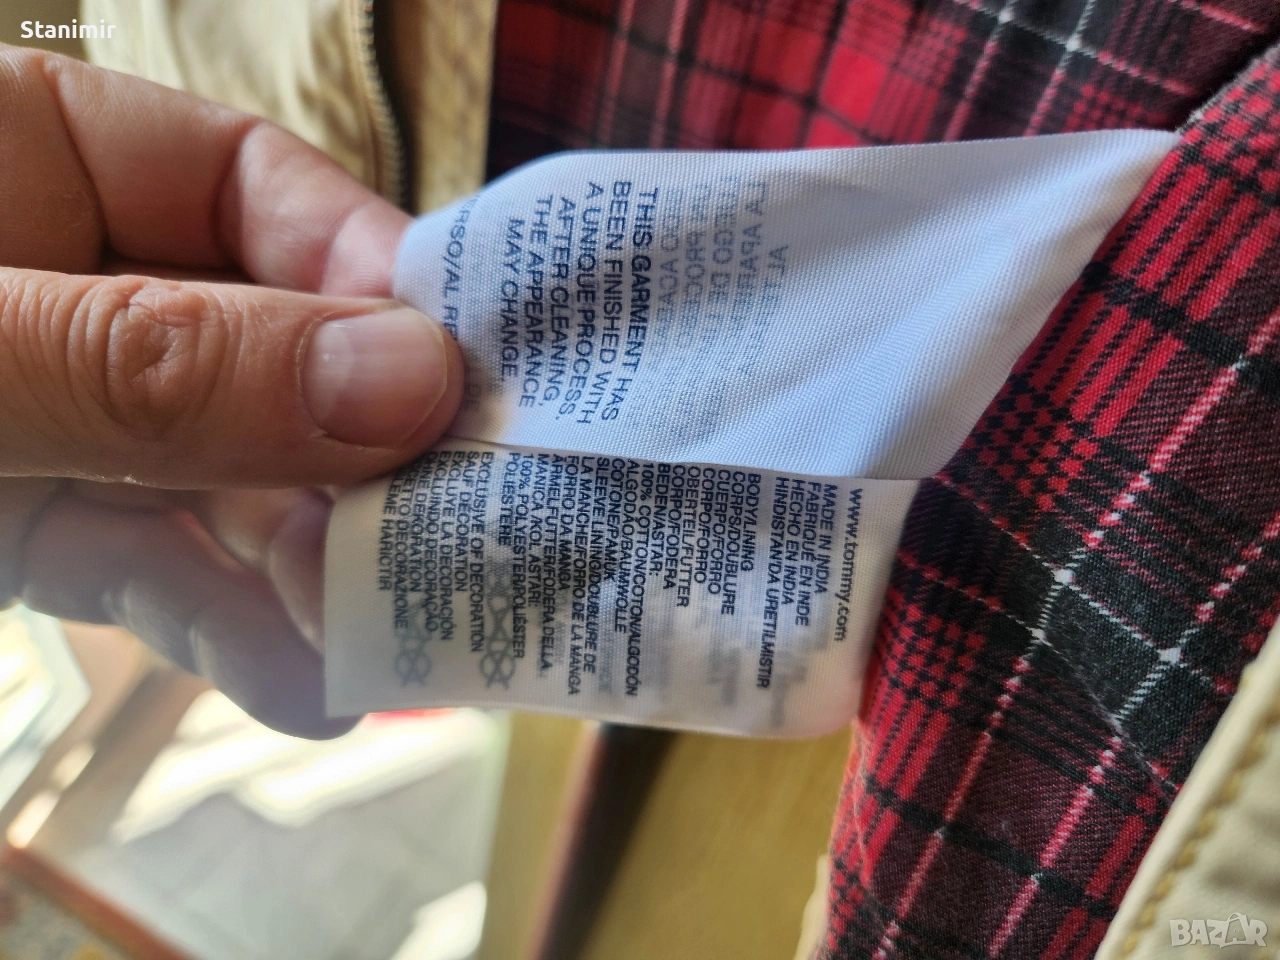 Stanimir
THIS GARMENT HAS
BEEN FINISHED WITH
A UNIQUE PROCESS,
AFTER CLEANING,
THE APPEARANCE
MAY CHANGE
www.tommy.com
MADE IN INDIA
FABRIQUÉ EN INDE
HECHO EN INDIA
HINDISTAN'DA URETILMISTIR
BODY/LINING
CORPS/DOUBLURE
CUERPO/FORRO
CORPO/FORRO
OBERTEIL/FUTTER
CORPO/FODERA
BEDEN/ASTAR:
100% COTTON/COTON/ALGODÓN
ALGODÃO/BAUMWOLLE
COTONE/PAMUK
SLEEVE LINING/DOUBLURE DE
LA MANCHE/FORRO DE LA MANGA
FORRO DA MANGA
ARMELFUTTER/FODERA DELLA
MANICA KOL ASTARI:
100% POLYESTER/POLIÉSTER
POLIESTERE
EXCLUSIVE OF DECORATION
SAUF DÉCORATION
EXCLUYE LA DECORACIÓN
EXCLUINDO DECORAÇÃO
OHNE DEKORATION
DECORAZIONE
HARICTIR
BAZAR